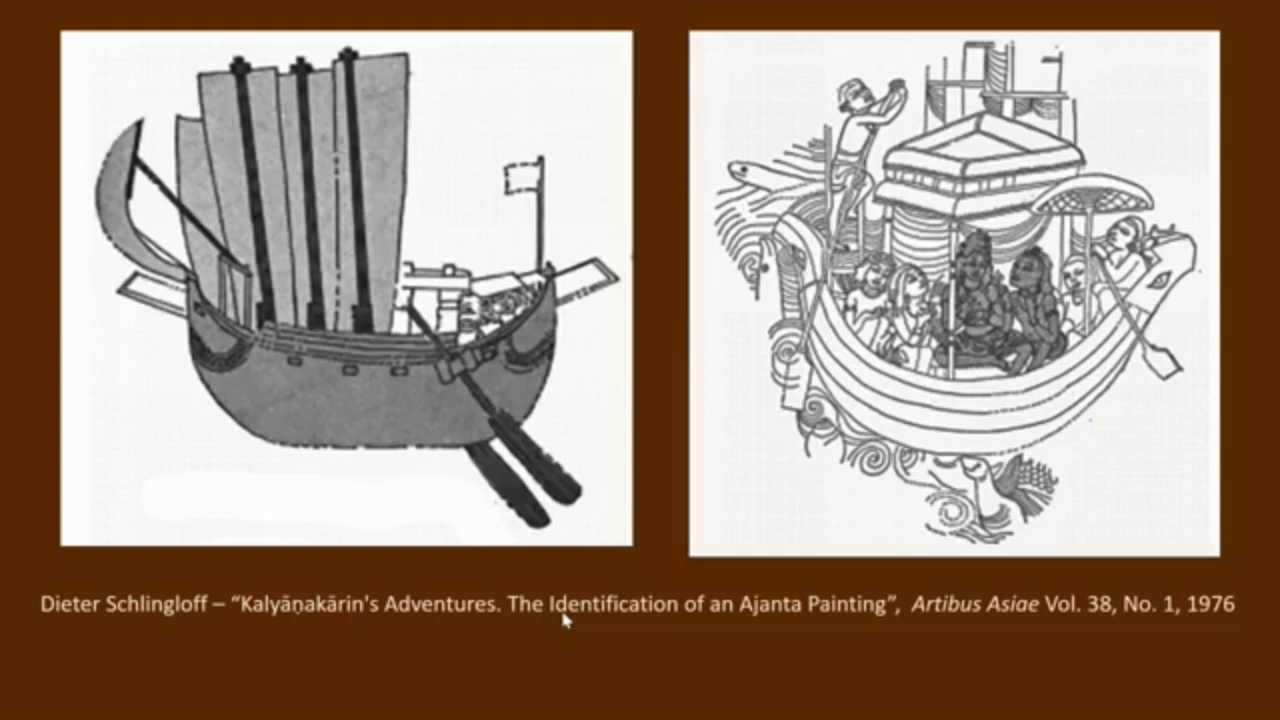 Dieter Schlingloff – “Kalyāṇakārin's Adventures. The Identification of an Ajanta Painting”, Artibus Asiae Vol. 38, No. 1, 1976